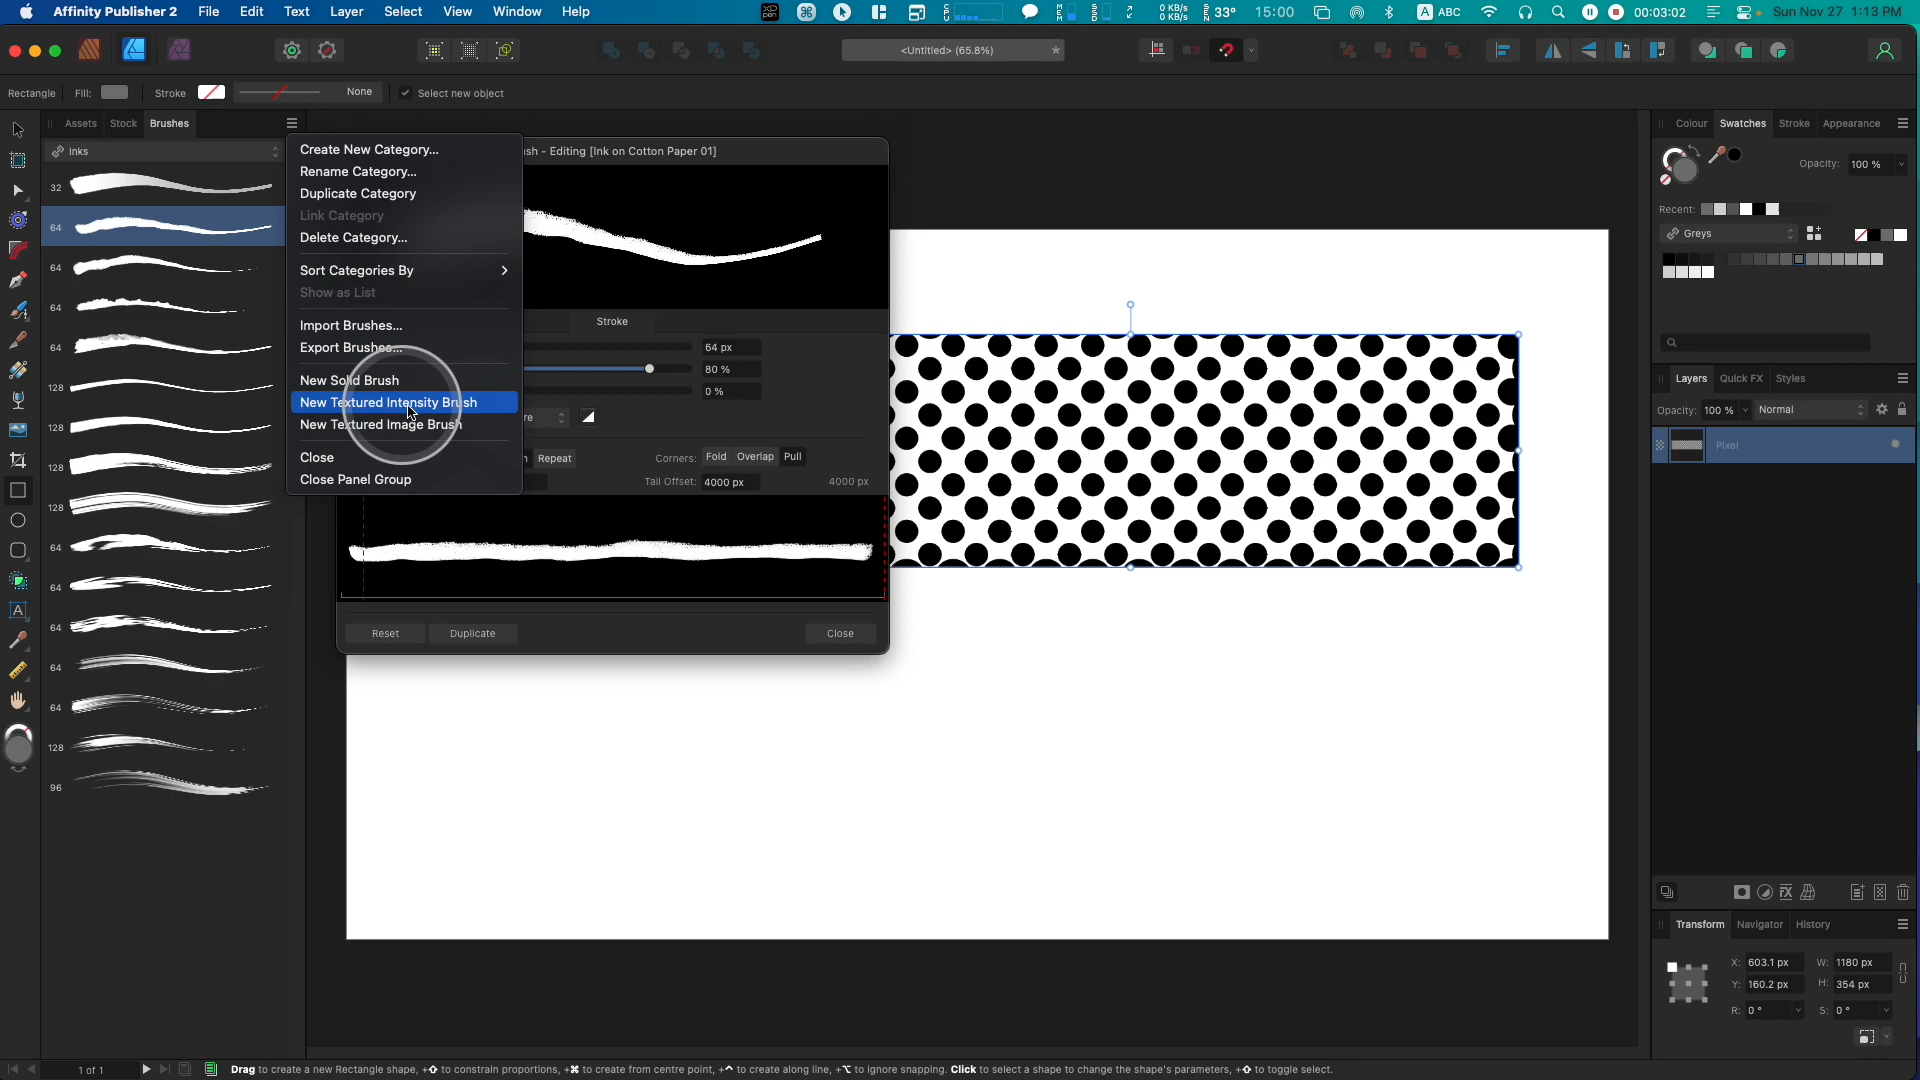 Affinity Publisher 2 File Edit Text Layer Select View Window Help
0 KB/s
0 KB/s
33° 15:00 A ABC 00:03:02 Sun Nov 27 1:13 PM
<Untitled> (65.8%) *
Rectangle Fill: Stroke None Select new object
Assets Stock Brushes
Inks
32
64
64
64
64
128
128
128
128
64
64
64
64
64
128
96
Create New Category...
Rename Category...
Duplicate Category
Link Category
Delete Category...
Sort Categories By
Show as List
Import Brushes...
Export Brushes...
New Solid Brush
New Textured Intensity Brush
New Textured Image Brush
Close
Close Panel Group
sh - Editing [Ink on Cotton Paper 01]
Stroke
64 px
80 %
0 %
re
n Repeat Corners: Fold Overlap Pull
Tail Offset: 4000 px 4000 px
Reset Duplicate Close
Colour Swatches Stroke Appearance
Opacity: 100 %
Recent:
Greys
Layers Quick FX Styles
Opacity: 100 % Normal
Pixel
Transform Navigator History
X: 603.1 px W: 1180 px
Y: 160.2 px H: 354 px
R: 0 ° S: 0 °
1 of 1
Drag to create a new Rectangle shape, +⇧ to constrain proportions, +⌘ to create from centre point, +^ to create along line, +⌥ to ignore snapping. Click to select a shape to change the shape's parameters, +⇧ to toggle select.